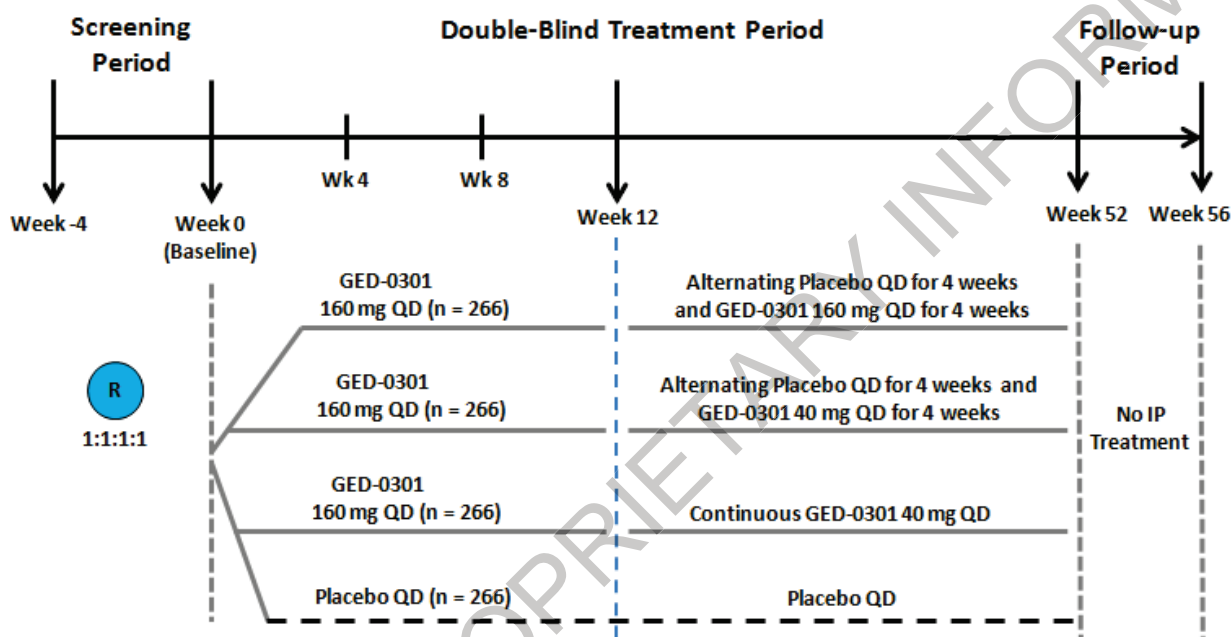 Screening
Period
Double-Blind Treatment Period
Follow-up
Period
Wk 4
Wk 8
Week -4
Week 0
(Baseline)
Week 12
Week 52
Week 56
GED-0301
160 mg QD (n = 266)
Alternating Placebo QD for 4 weeks
and GED-0301 160 mg QD for 4 weeks
R
1:1:1:1
GED-0301
160 mg QD (n = 266)
Alternating Placebo QD for 4 weeks and
GED-0301 40 mg QD for 4 weeks
No IP
Treatment
GED-0301
160 mg QD (n = 266)
Continuous GED-0301 40 mg QD
Placebo QD (n = 266)
Placebo QD
OPRIETARY INFORM